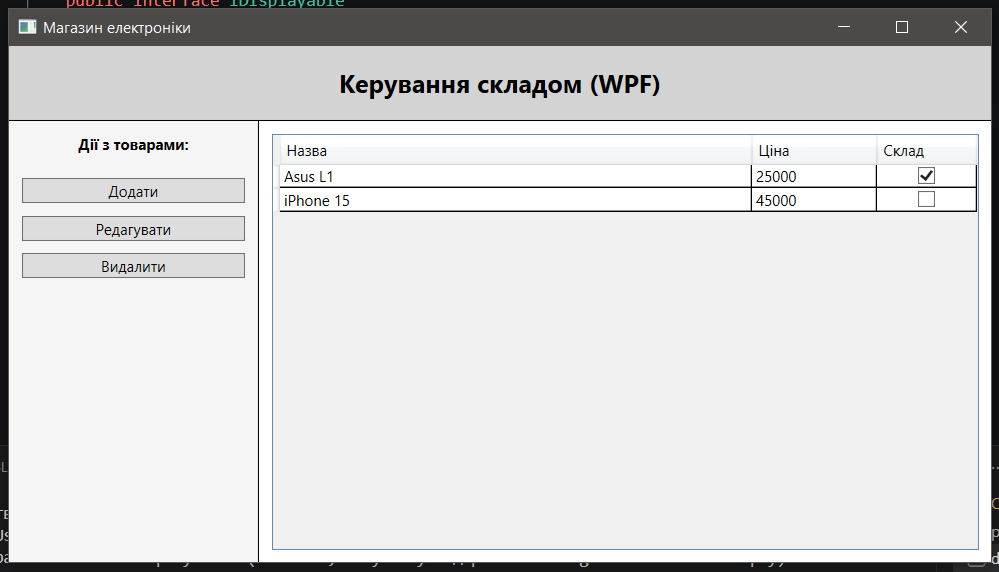 public interface IDisplayable
Магазин електроніки
Керування складом (WPF)
Дії з товарами:
Додати
Редагувати
Видалити
Назва Ціна Склад
Asus L1 25000
iPhone 15 45000